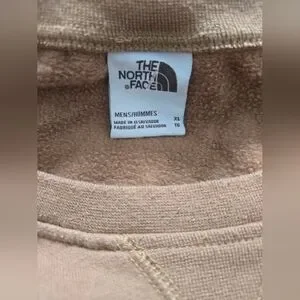 THE
NORTH
FACE
MENS/HOMMES
XL
MADE IN EL SALVADOR
FABRIQUÉ AU SALVADOR
TG